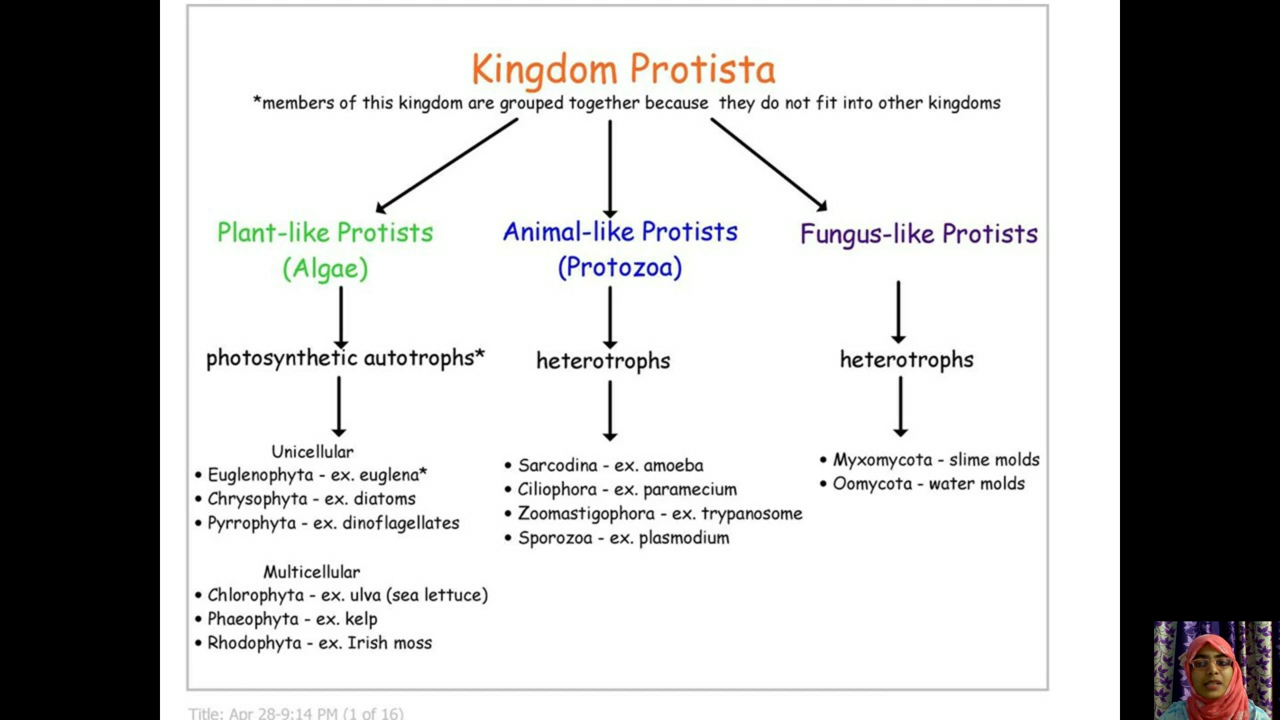 Kingdom Protista
*members of this kingdom are grouped together because they do not fit into other kingdoms
Plant-like Protists
(Algae)
photosynthetic autotrophs*
Unicellular
• Euglenophyta - ex. euglena*
• Chrysophyta - ex. diatoms
• Pyrrophyta - ex. dinoflagellates
Multicellular
• Chlorophyta - ex. ulva (sea lettuce)
• Phaeophyta - ex. kelp
• Rhodophyta - ex. Irish moss
Animal-like Protists
(Protozoa)
heterotrophs
• Sarcodina - ex. amoeba
• Ciliophora - ex. paramecium
• Zoomastigophora - ex. trypanosome
• Sporozoa - ex. plasmodium
Fungus-like Protists
heterotrophs
• Myxomycota - slime molds
• Oomycota - water molds
Title: Apr 28-9:14 PM (1 of 16)